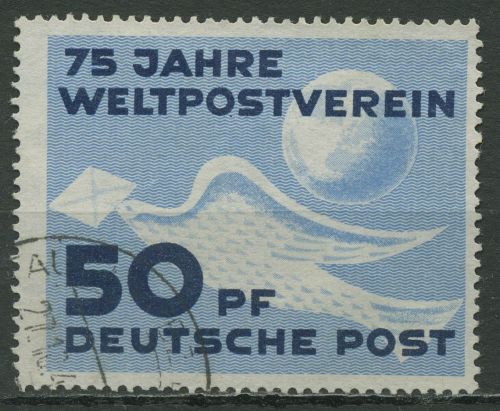 75 JAHRE
WELTPOSTVEREIN
50 PF
DEUTSCHE POST